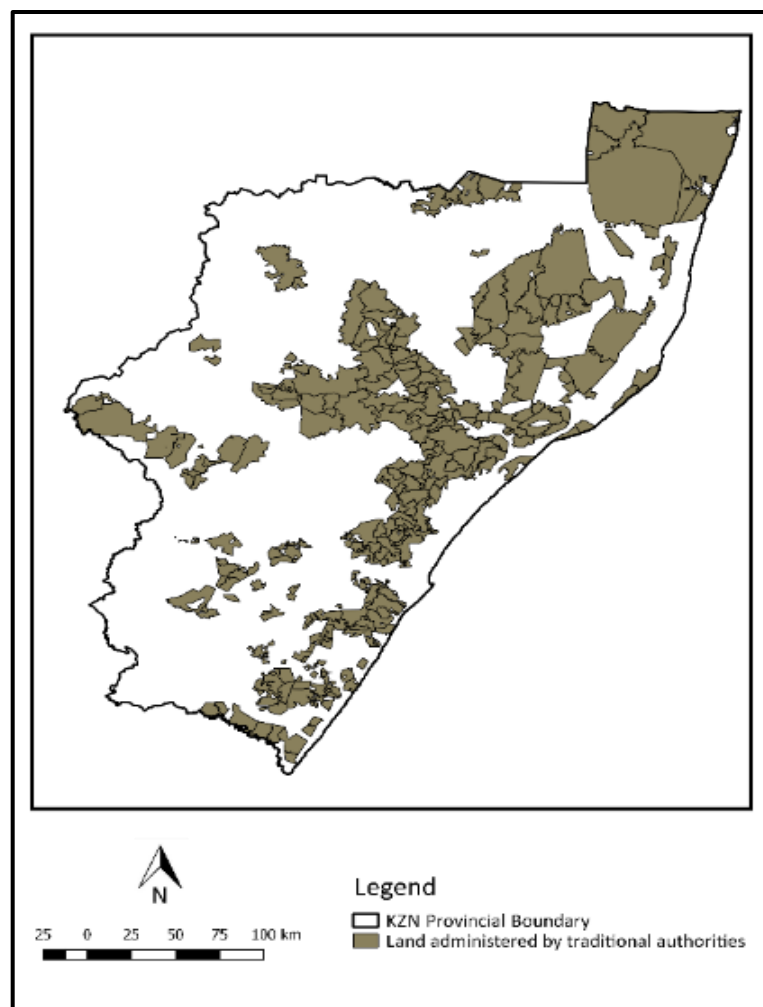 N
25 0 25 50 75 100 km
Legend
KZN Provincial Boundary
Land administered by traditional authorities